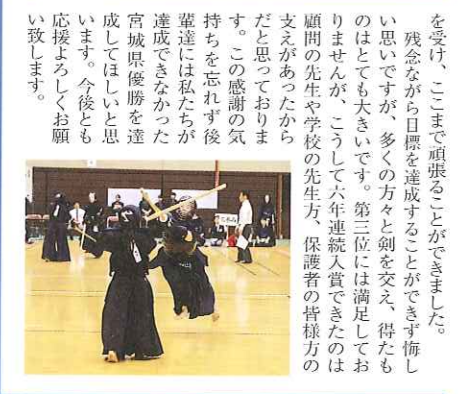 を受け、ここまで頑張ることができました。
残念ながら目標を達成することができず悔し
い思いですが、多くの方々と剣を交え、得たも
のはとても大きいです。第三位には満足してお
りませんが、こうして六年連続入賞できたのは
顧問の先生や学校の先生方、保護者の皆様方の
支えがあったから
だと思っておりま
す。この感謝の気
持ちを忘れず後
輩達には私たちが
達成できなかった
宮城県優勝を達
成してほしいと思
います。今後とも
応援よろしくお願
い致します。